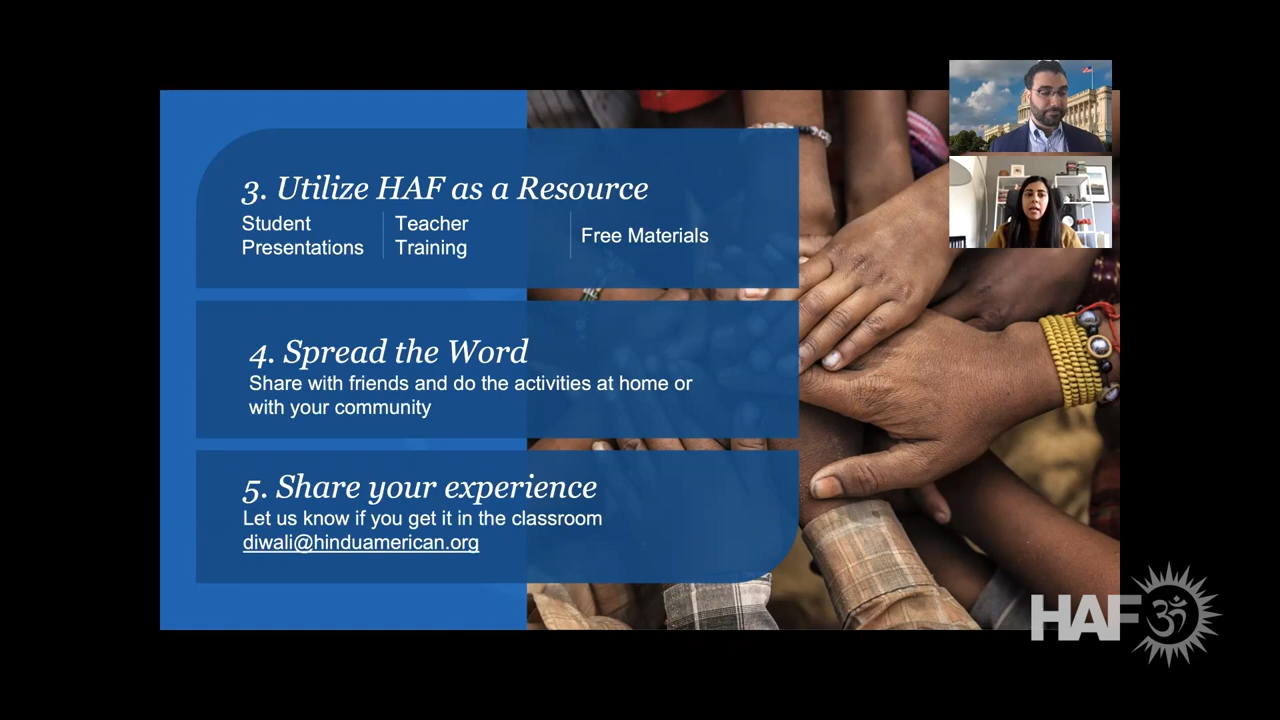 3. Utilize HAF as a Resource
Student
Presentations
Teacher
Training
Free Materials
4. Spread the Word
Share with friends and do the activities at home or
with your community
5. Share your experience
Let us know if you get it in the classroom
diwali@hinduamerican.org
HAF ॐ